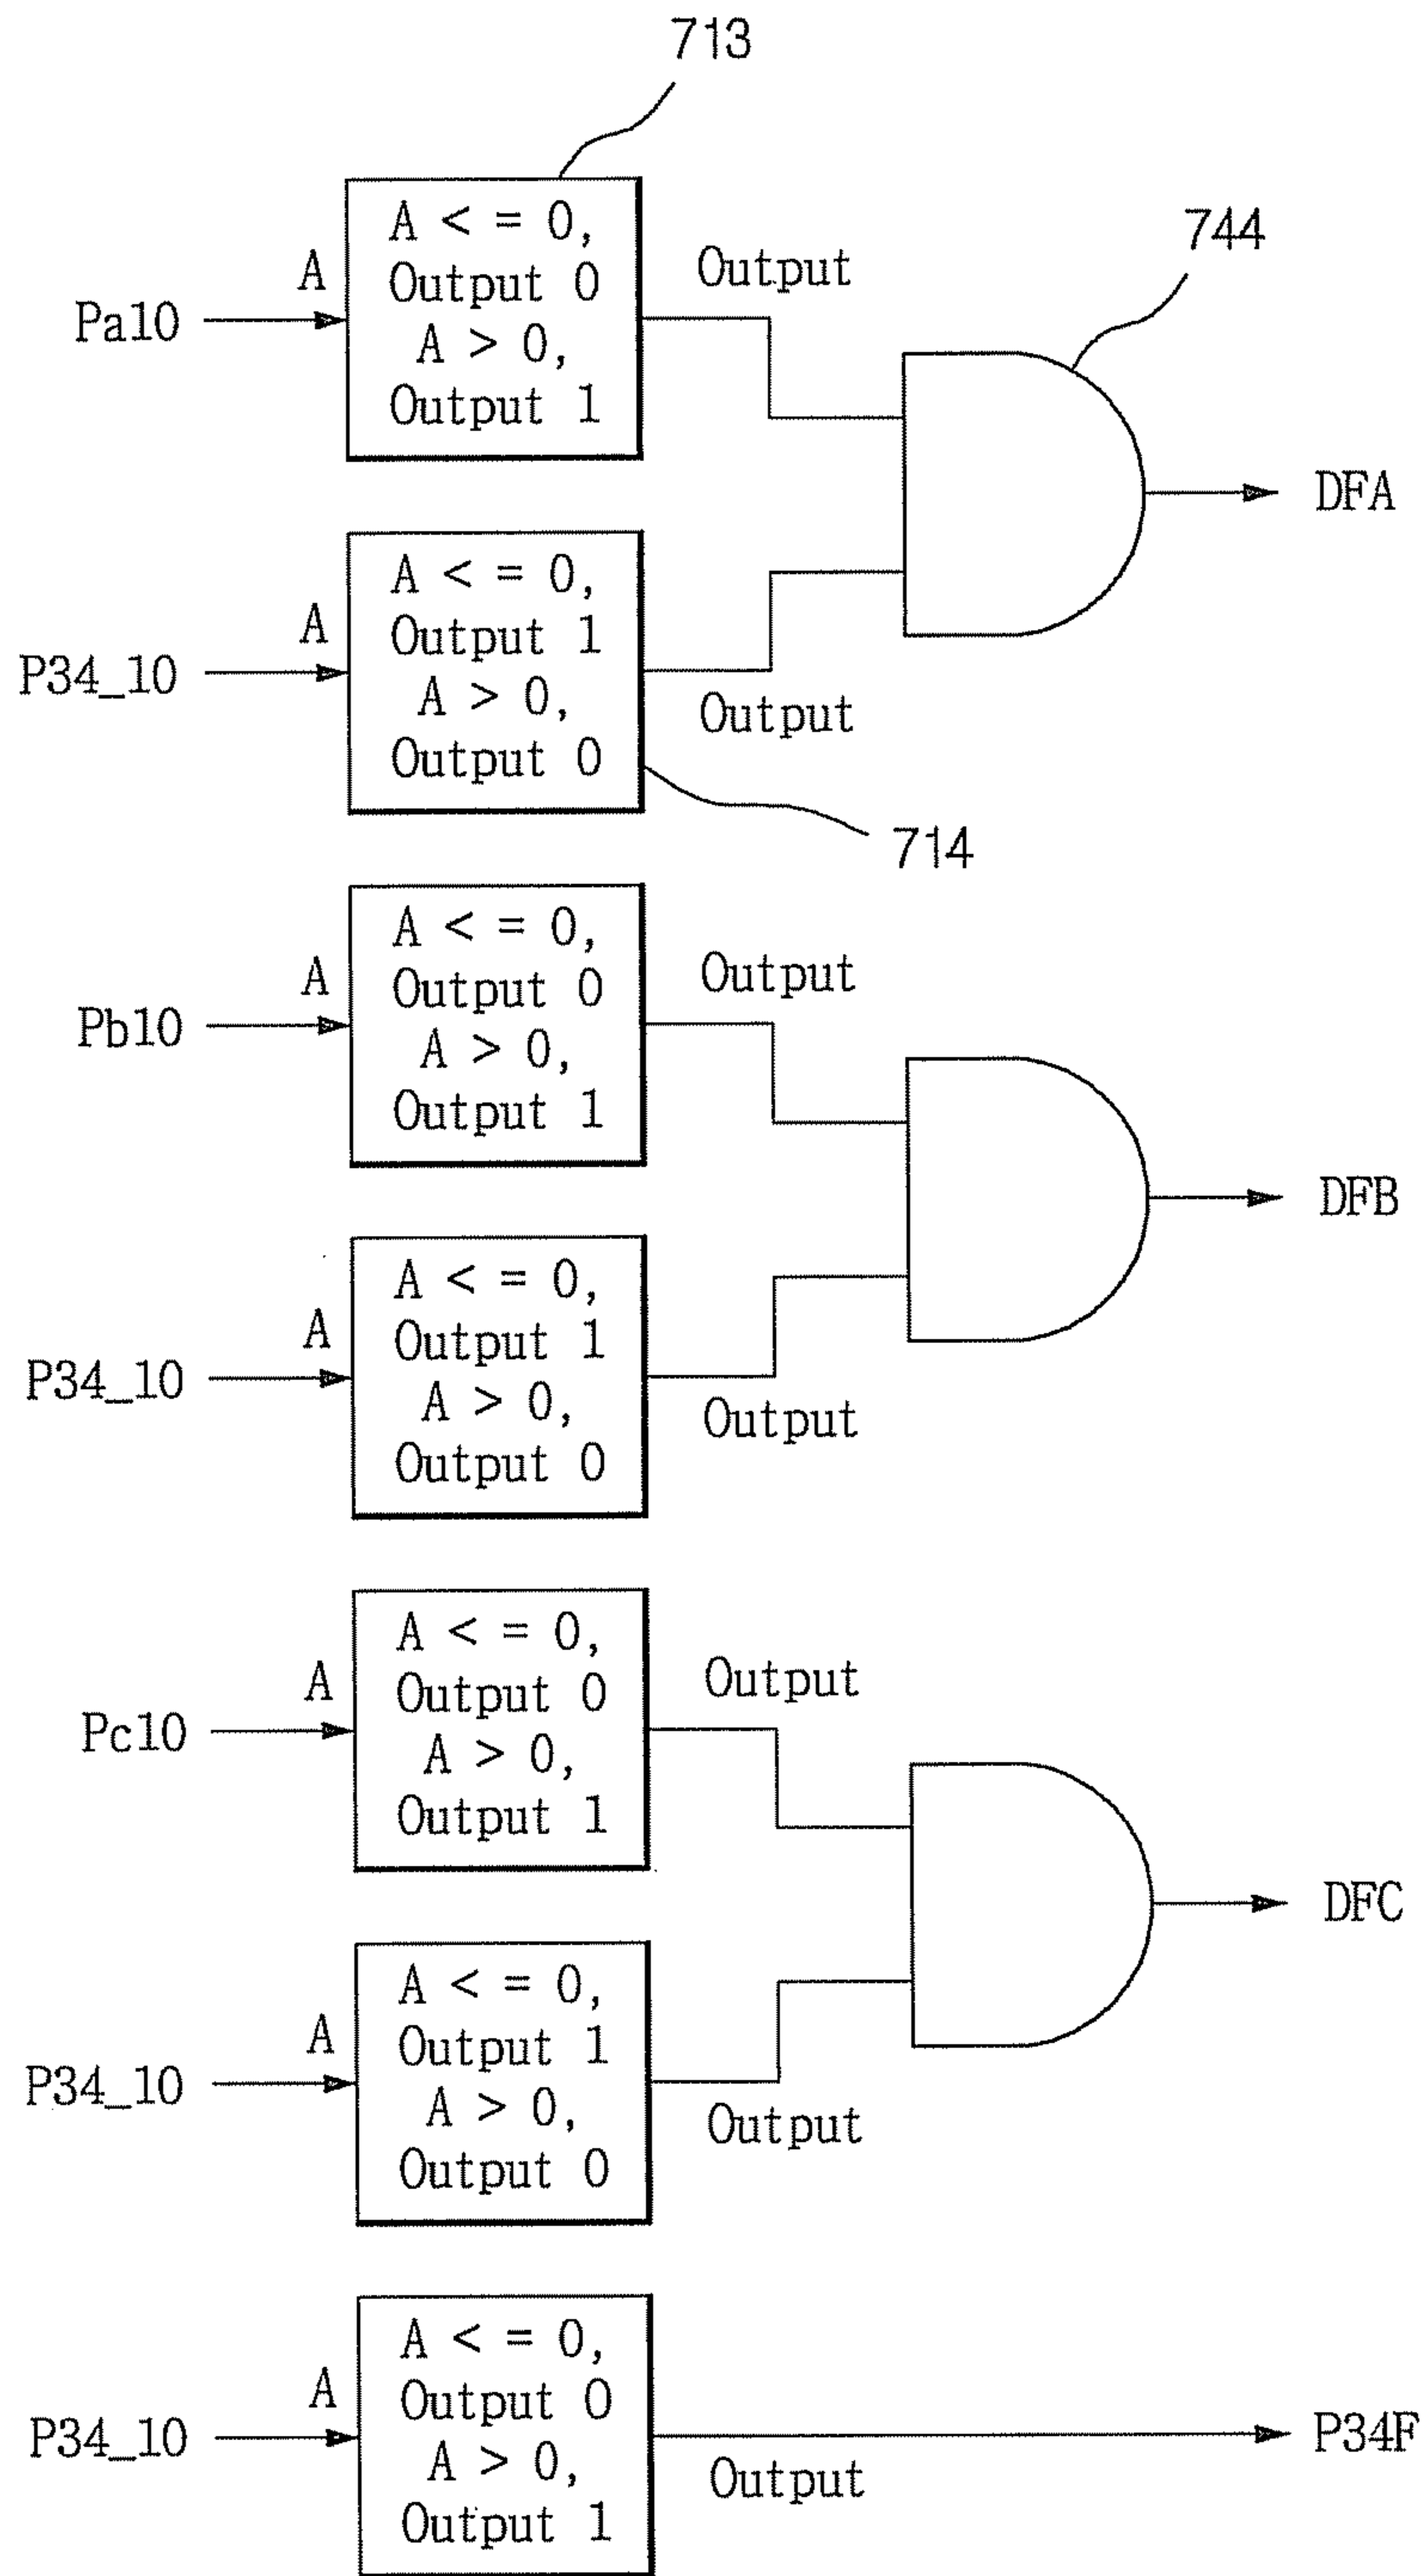 713
A < = 0,
Output 0
A > 0,
Output 1
A
Pa10
Output
744
DFA
A < = 0,
Output 1
A > 0,
Output 0
A
P34_10
Output
714
A < = 0,
Output 0
A > 0,
Output 1
A
Pb10
Output
DFB
A < = 0,
Output 1
A > 0,
Output 0
A
P34_10
Output
A < = 0,
Output 0
A > 0,
Output 1
A
Pc10
Output
DFC
A < = 0,
Output 1
A > 0,
Output 0
A
P34_10
Output
A < = 0,
Output 0
A > 0,
Output 1
A
P34_10
Output
P34F